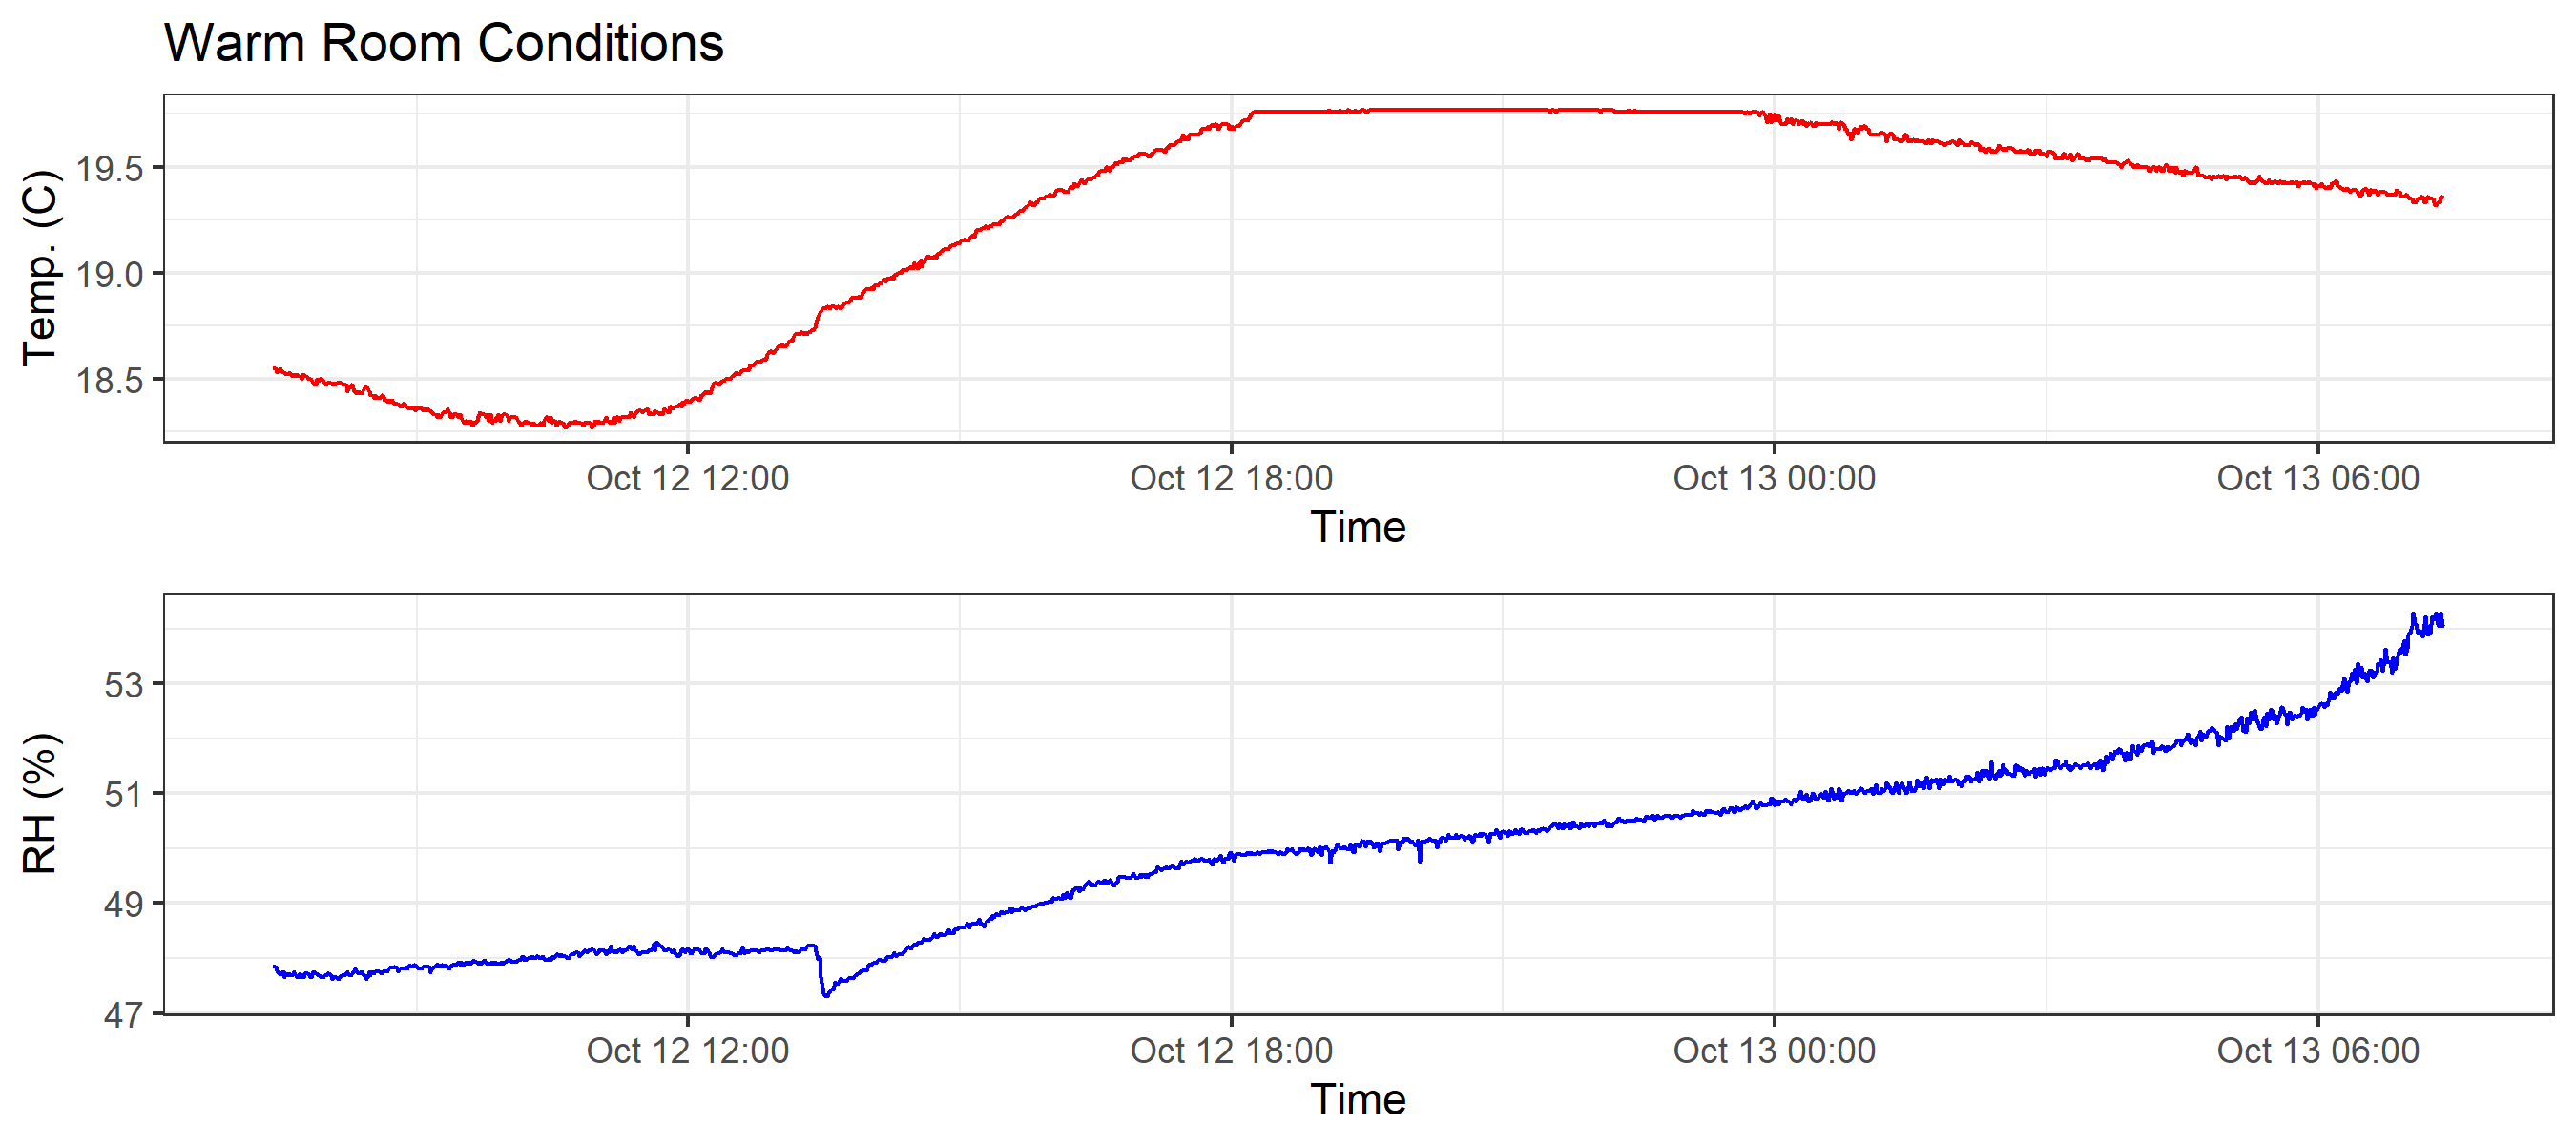 Warm Room Conditions
Temp. (C)
19.5
19.0
18.5
Oct 12 12:00 Oct 12 18:00 Oct 13 00:00 Oct 13 06:00
Time
RH (%)
53
51
49
47
Oct 12 12:00 Oct 12 18:00 Oct 13 00:00 Oct 13 06:00
Time